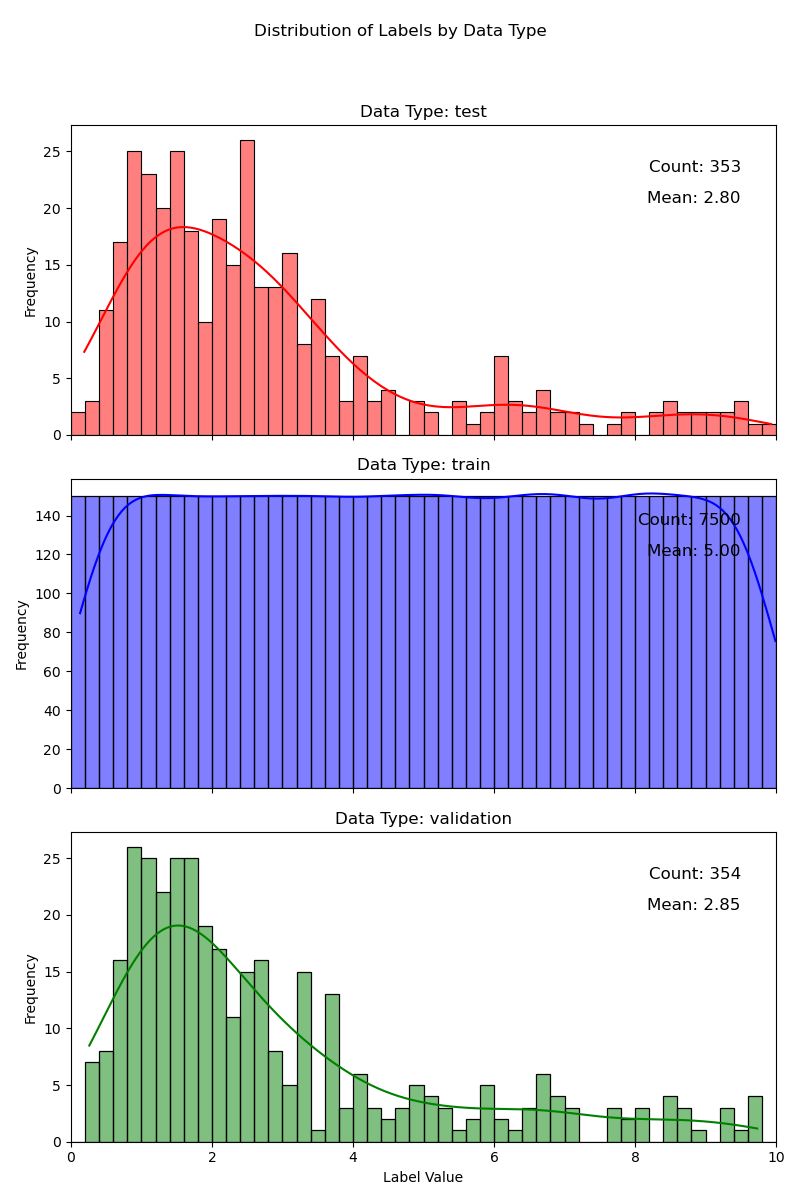 Distribution of Labels by Data Type
Data Type: test
25
20
15
10
5
0
Frequency
Count: 353
Mean: 2.80
Data Type: train
140
120
100
80
60
40
20
0
Frequency
Count: 7500
Mean: 5.00
Data Type: validation
25
20
15
10
5
0
Frequency
Count: 354
Mean: 2.85
0 2 4 6 8 10
Label Value